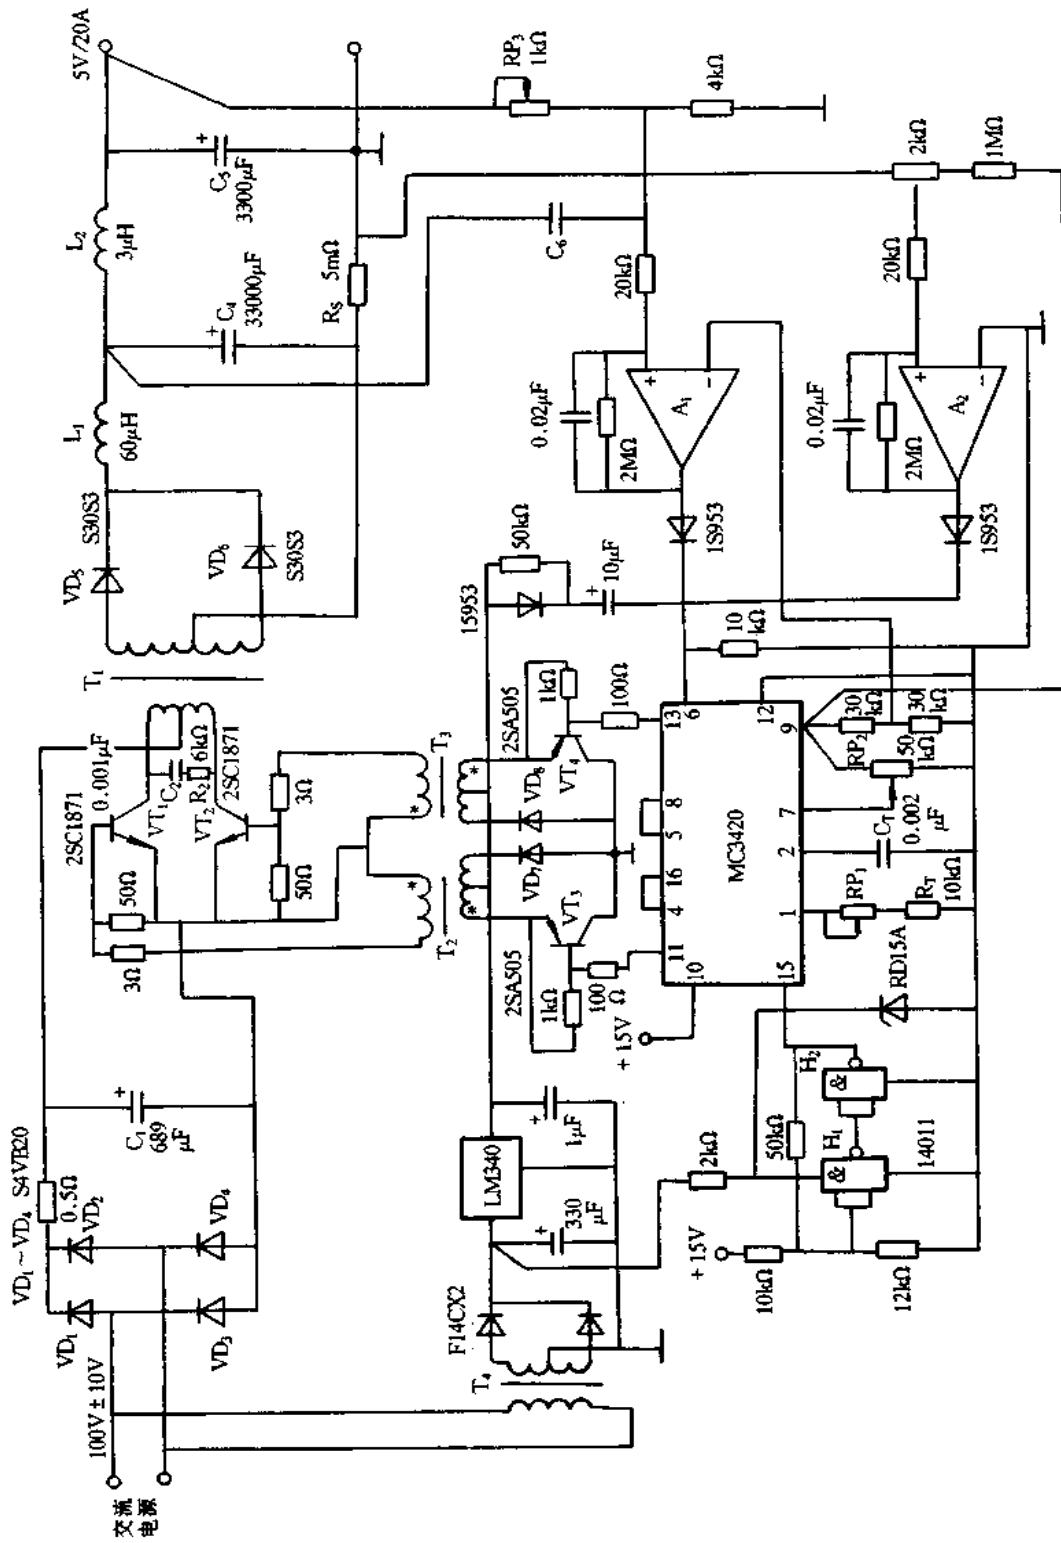 交流
电源
100V±10V
VD₁~VD₄ S4VB20
VD₁
VD₂
VD₃
VD₄
0.5Ω
C₁
689
μF
+
3Ω
50Ω
2SC1871
0.001μF
VT₁
C₂
R₂
6kΩ
VT₂
2SC1871
50Ω
3Ω
T₁
VD₅
S30S3
VD₆
S30S3
L₁
60μH
C₄
33000μF
+
L₂
3μH
C₅
3300μF
+
5V/20A
R₅
5mΩ
T₄
F14CX2
330
μF
+
LM340
1μF
+
T₂
T₃
*
*
*
*
2SA505
VT₃
VD₇
VD₈
2SA505
VT₄
1kΩ
100
Ω
1kΩ
100Ω
15953
50kΩ
10μF
+
0.02μF
2MΩ
A₁
+
−
20kΩ
C₆
RP₃
1kΩ
4kΩ
1S953
0.02μF
2MΩ
A₂
+
−
20kΩ
2kΩ
1MΩ
1S953
+15V
10
11
4
16
5
8
13
6
MC3420
15
1
2
7
9
12
10
kΩ
RP₂
30
kΩ
30
kΩ
50
kΩ
C_T
0.002
μF
RP₁
R_T
10kΩ
RD15A
2kΩ
50kΩ
H₁
H₂
&
&
14011
+15V
10kΩ
12kΩ